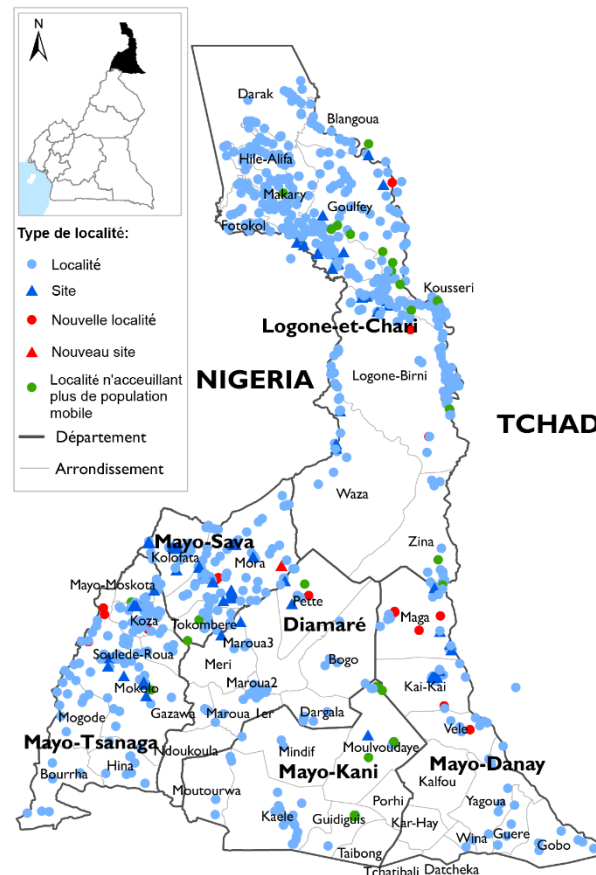 N
Type de localité:
Localité
Site
Nouvelle localité
Nouveau site
Localité n'acceuillant
plus de population
mobile
Département
Arrondissement
Darak
Blangoua
Hile-Alifa
Makary
Goulfey
Fotokol
Kousseri
Logone-et-Chari
NIGERIA
Logone-Birni
TCHAD
Waza
Zina
Mayo-Sava
Kolofata
Mora
Mayo-Moskota
Pette
Koza
Tokombere
Diamaré
Maga
Maroua3
Soulede-Roua
Meri
Bogo
Kai-Kai
Mokolo
Maroua2
Gazawa
Mogode
Maroua 1er
Dargala
Vele
Mayo-Tsanaga
Ndoukoula
Mindif
Moulvoudaye
Bourrha
Hina
Mayo-Kani
Mayo-Danay
Moutourwa
Kalfou
Yagoua
Porhi
Kaele
Guidiguis
Kar-Hay
Guere
Wina
Gobo
Taibong
Tchatibali
Datcheka